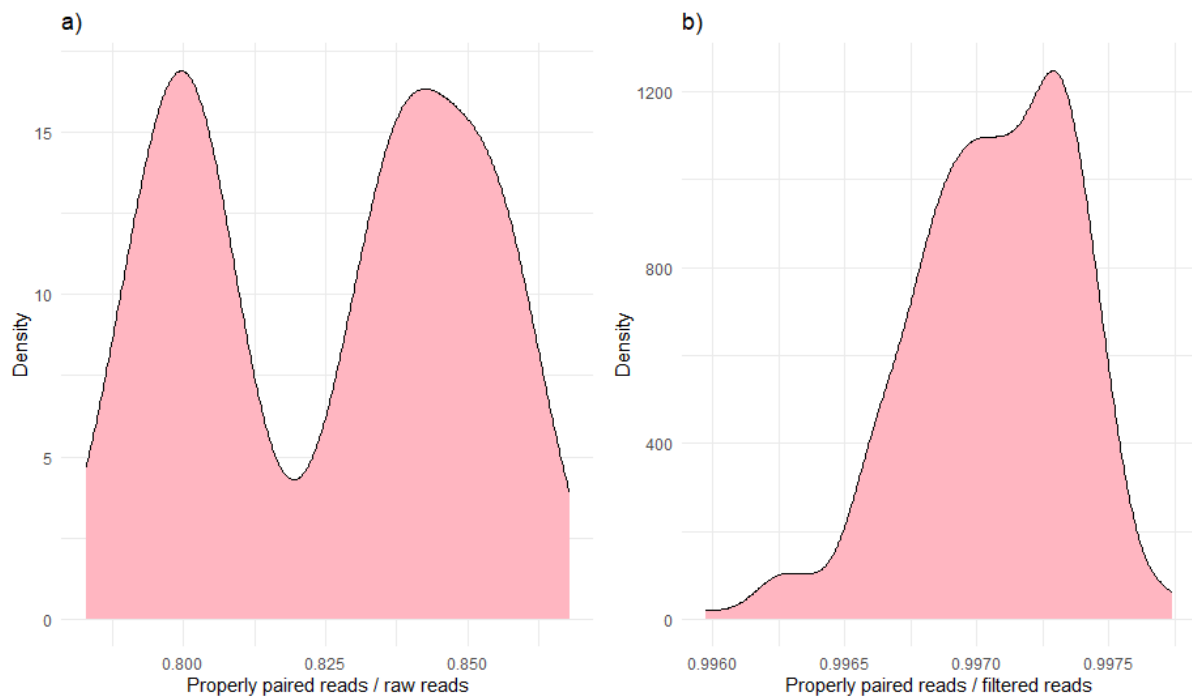 a)
15
10
5
0
Density
0.800 0.825 0.850
Properly paired reads / raw reads
b)
1200
800
400
0
Density
0.9960 0.9965 0.9970 0.9975
Properly paired reads / filtered reads